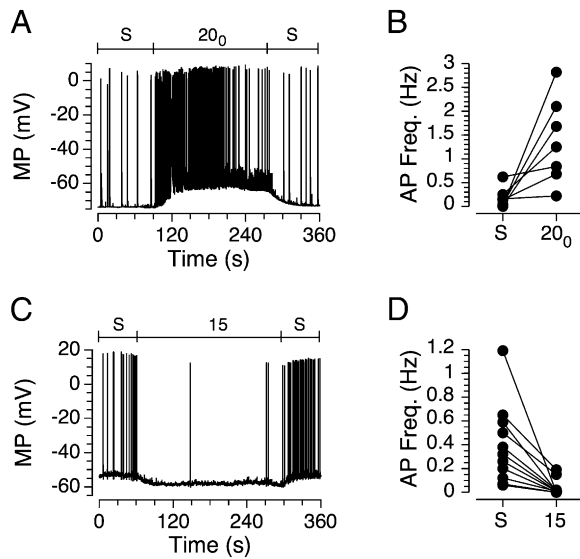 A
S 20₀ S
MP (mV)
0
-20
-40
-60
0 120 240 360
Time (s)
B
AP Freq. (Hz)
3
2.5
2
1.5
1
0.5
0
S 20₀
C
S 15 S
MP (mV)
20
0
-20
-40
-60
0 120 240 360
Time (s)
D
AP Freq. (Hz)
1.2
0.8
0.6
0.4
0.2
0
S 15